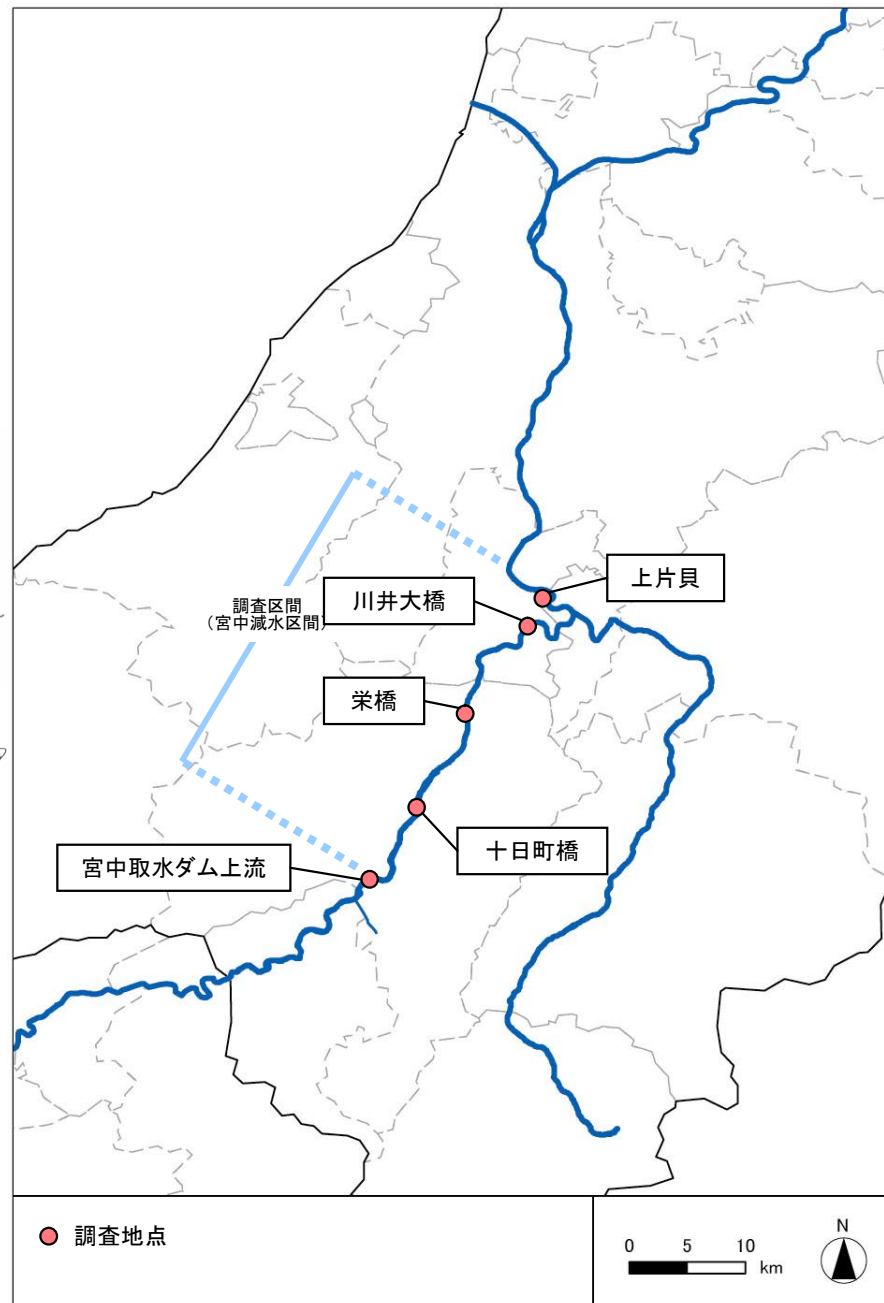 上片貝
川井大橋
調査区間
（宮中減水区間）
栄橋
十日町橋
宮中取水ダム上流
調査地点
N
0 5 10
km